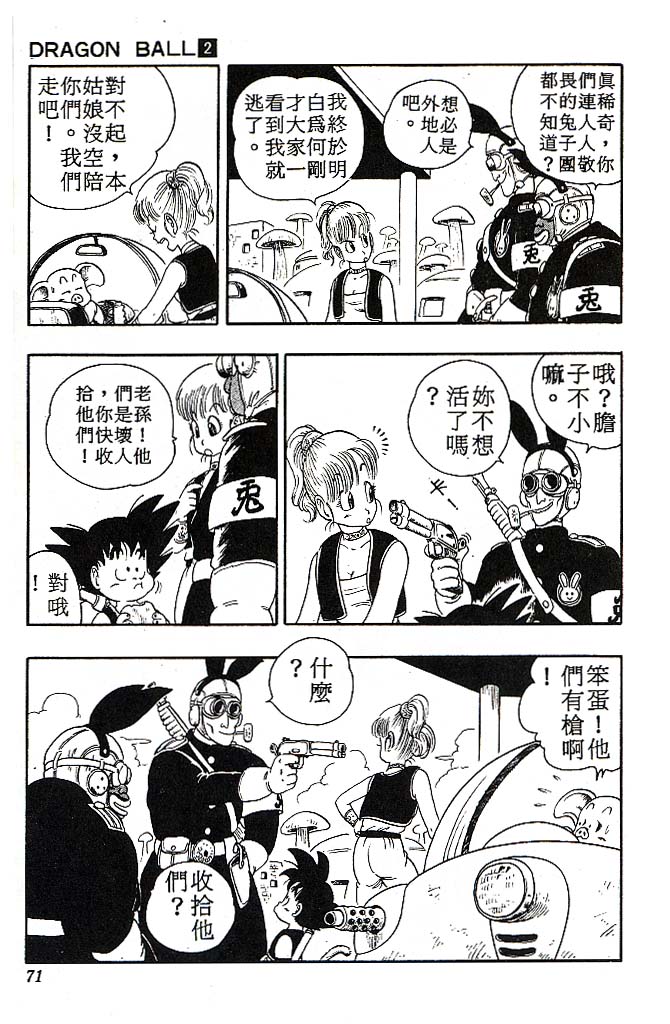 DRAGON BALL 2
眞稀奇，你
們連人人敬
畏的兔子團
都不知道？
想必是
外地人
吧。
我終於明
白爲何剛
才大家一
看到我就
逃了。
兔
兔
對不起，本
姑娘沒空陪
你們。我們
走吧！
哦？膽
子不小
嘛。
妳不想
活了嗎
？
老孫！他
們是壞人
，你快收
拾他們！
兔
對哦
！
笨蛋！他
們有槍啊
！
什麼
？
收拾他
們？
71